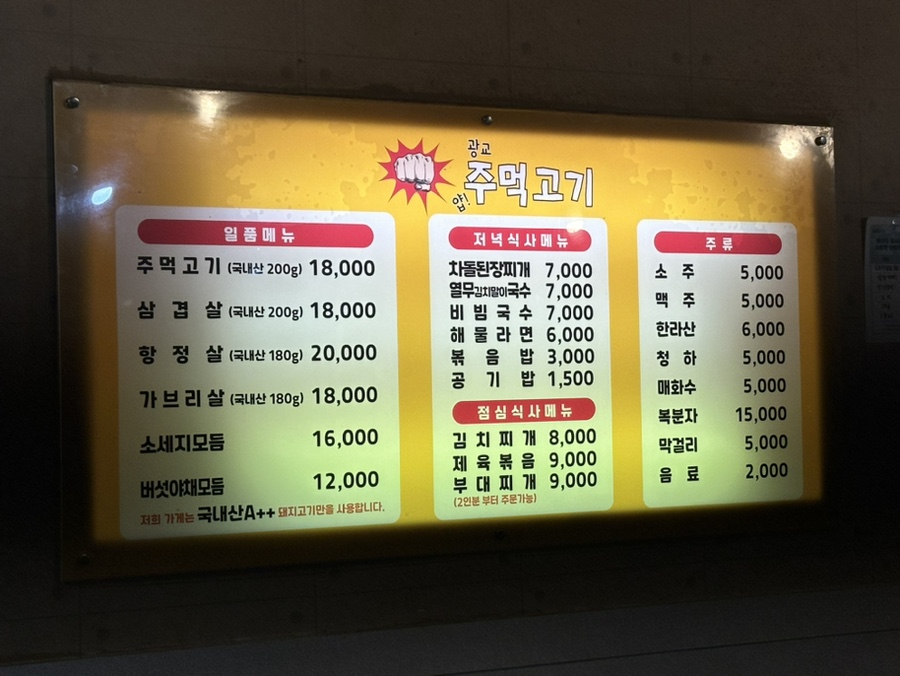 광교
얍! 주먹고기
일품메뉴
주먹고기 (국내산 200g) 18,000
삼겹살 (국내산 200g) 18,000
항정살 (국내산 180g) 20,000
가브리살 (국내산 180g) 18,000
소세지모듬 16,000
버섯야채모듬 12,000
저희 가게는 국내산A++ 돼지고기만을 사용합니다.
저녁식사메뉴
차돌된장찌개 7,000
열무김치말이국수 7,000
비빔국수 7,000
해물라면 6,000
볶음밥 3,000
공기밥 1,500
점심식사메뉴
김치찌개 8,000
제육볶음 9,000
부대찌개 9,000
(2인분 부터 주문가능)
주류
소주 5,000
맥주 5,000
한라산 6,000
청하 5,000
매화수 5,000
복분자 15,000
막걸리 5,000
음료 2,000